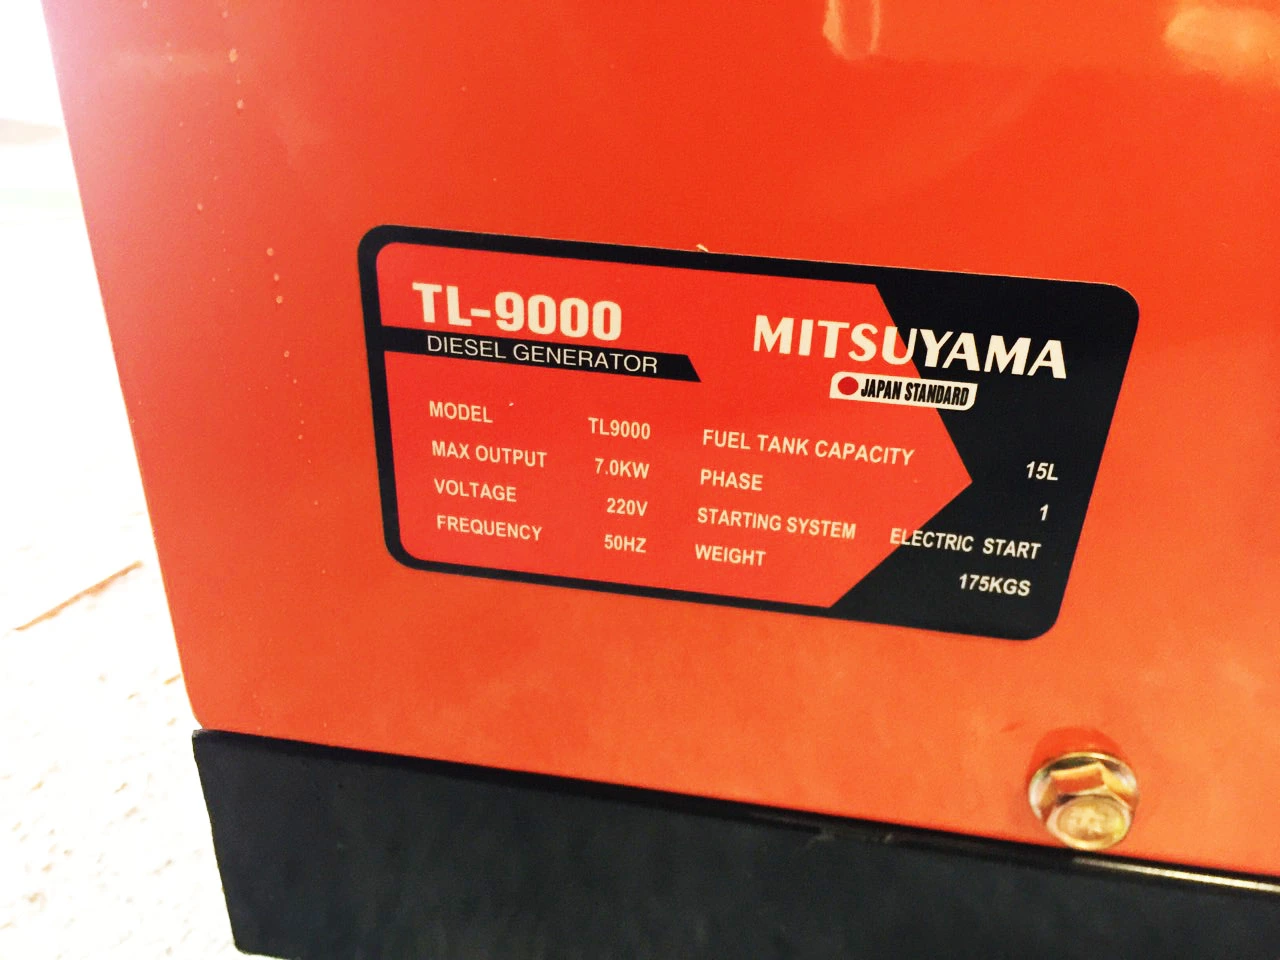 TL-9000
DIESEL GENERATOR
MITSUYAMA
JAPAN STANDARD
MODEL TL9000
MAX OUTPUT 7.0KW
VOLTAGE 220V
FREQUENCY 50HZ
FUEL TANK CAPACITY 15L
PHASE 1
STARTING SYSTEM ELECTRIC START
WEIGHT 175KGS